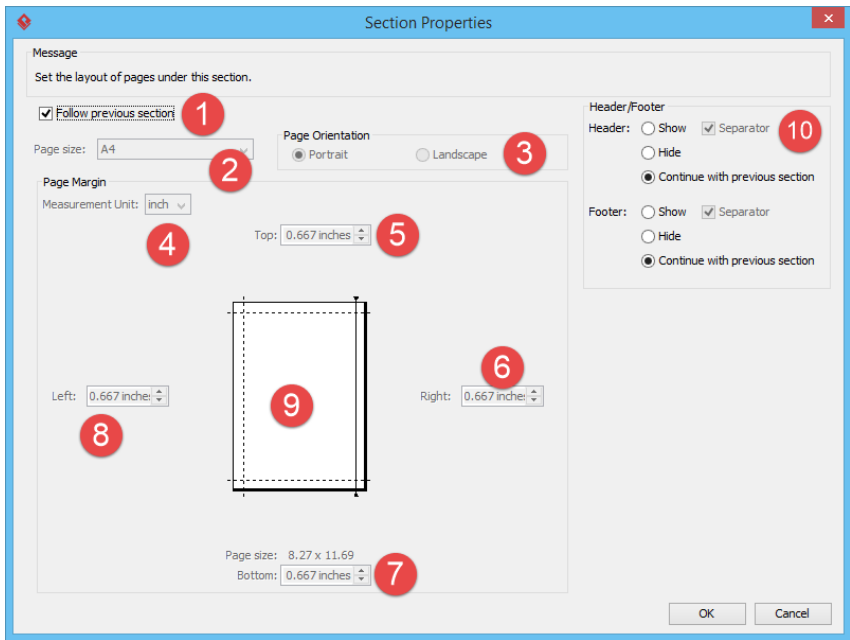 Section Properties
Message
Set the layout of pages under this section.
Follow previous section
1
Page size: A4
2
Page Orientation
Portrait
Landscape
3
Page Margin
Measurement Unit: inch
4
Top: 0.667 inches
5
Left: 0.667 inche
8
9
6
Right: 0.667 inche
Page size: 8.27 x 11.69
Bottom: 0.667 inches
7
Header/Footer
Header: Show Separator
10
Hide
Continue with previous section
Footer: Show Separator
Hide
Continue with previous section
OK Cancel